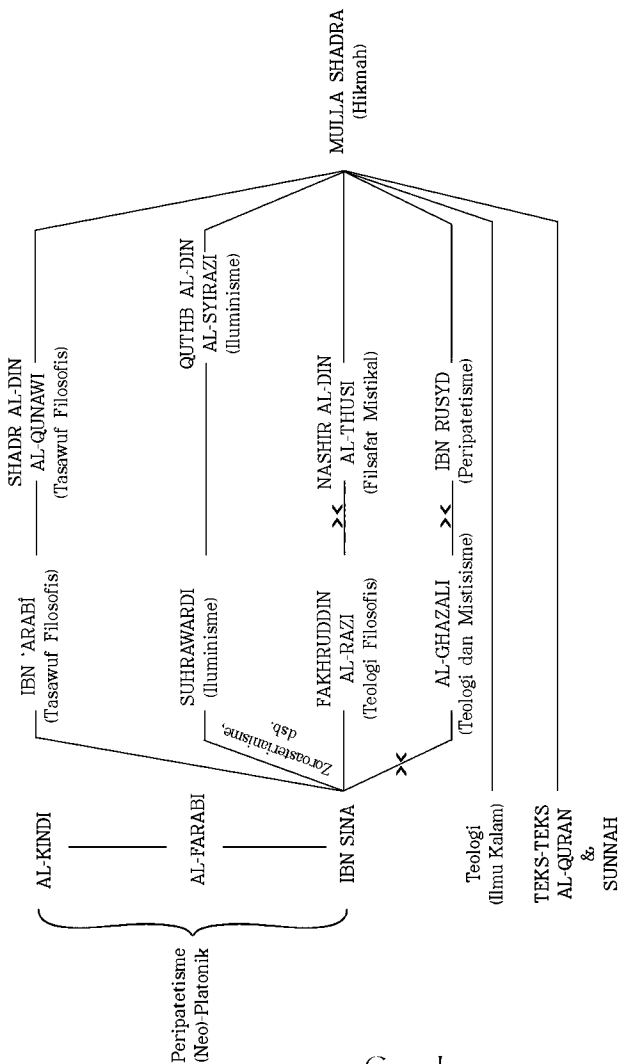 Peripatetisme
(Neo)-Platonik
AL-KINDI
AL-FARABI
IBN SINA
Teologi
(Ilmu Kalam)
TEKS-TEKS
AL-QURAN
&
SUNNAH
Zoroasterianisme,
dsb.
IBN 'ARABÎ
(Tasawuf Filosofis)
SUHRAWARDI
(Iluminisme)
FAKHRUDDIN
AL-RAZI
(Teologi Filosofis)
AL-GHAZALI
(Teologi dan Mistisisme)
><
><
><
SHADR AL-DIN
AL-QUNAWI
(Tasawuf Filosofis)
QUTHB AL-DIN
AL-SYIRAZI
(Iluminisme)
NASHIR AL-DIN
AL-THUSI
(Filsafat Mistikal)
IBN RUSYD
(Peripatetisme)
MULLA SHADRA
(Hikmah)